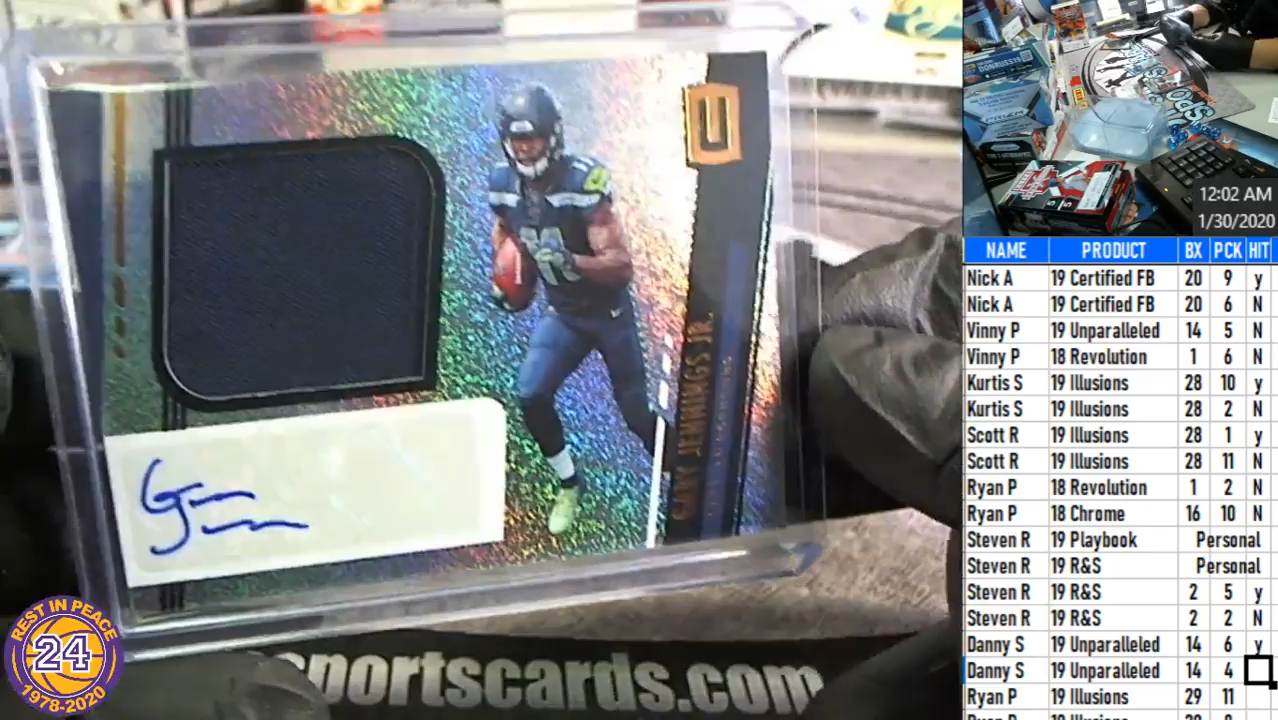 U
GARY JENNINGS JR.
sportscards.com
REST IN PEACE
24
1978-2020
DONRUSS
12:02 AM
1/30/2020
NAME PRODUCT BX PCK HIT
Nick A 19 Certified FB 20 9 y
Nick A 19 Certified FB 20 6 N
Vinny P 19 Unparalleled 14 5 N
Vinny P 18 Revolution 1 6 N
Kurtis S 19 Illusions 28 10 y
Kurtis S 19 Illusions 28 2 N
Scott R 19 Illusions 28 1 y
Scott R 19 Illusions 28 11 N
Ryan P 18 Revolution 1 2 N
Ryan P 18 Chrome 16 10 N
Steven R 19 Playbook Personal
Steven R 19 R&S Personal
Steven R 19 R&S 2 5 y
Steven R 19 R&S 2 2 N
Danny S 19 Unparalleled 14 6 y
Danny S 19 Unparalleled 14 4
Ryan P 19 Illusions 29 11